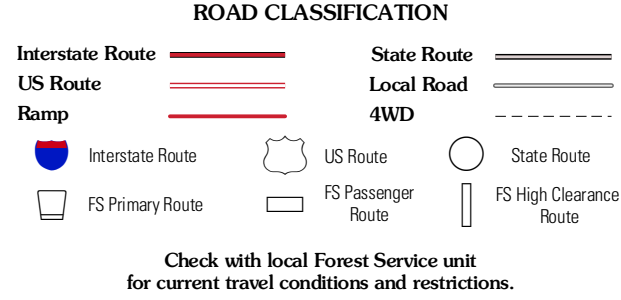 ROAD CLASSIFICATION
Interstate Route
State Route
US Route
Local Road
Ramp
4WD
Interstate Route
US Route
State Route
FS Primary Route
FS Passenger
Route
FS High Clearance
Route
Check with local Forest Service unit
for current travel conditions and restrictions.